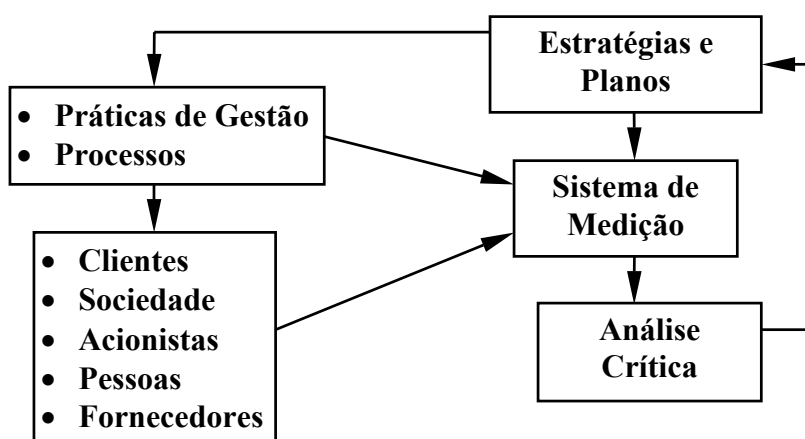 Estratégias e
Planos
• Práticas de Gestão
• Processos
Sistema de
Medição
• Clientes
• Sociedade
• Acionistas
• Pessoas
• Fornecedores
Análise
Crítica